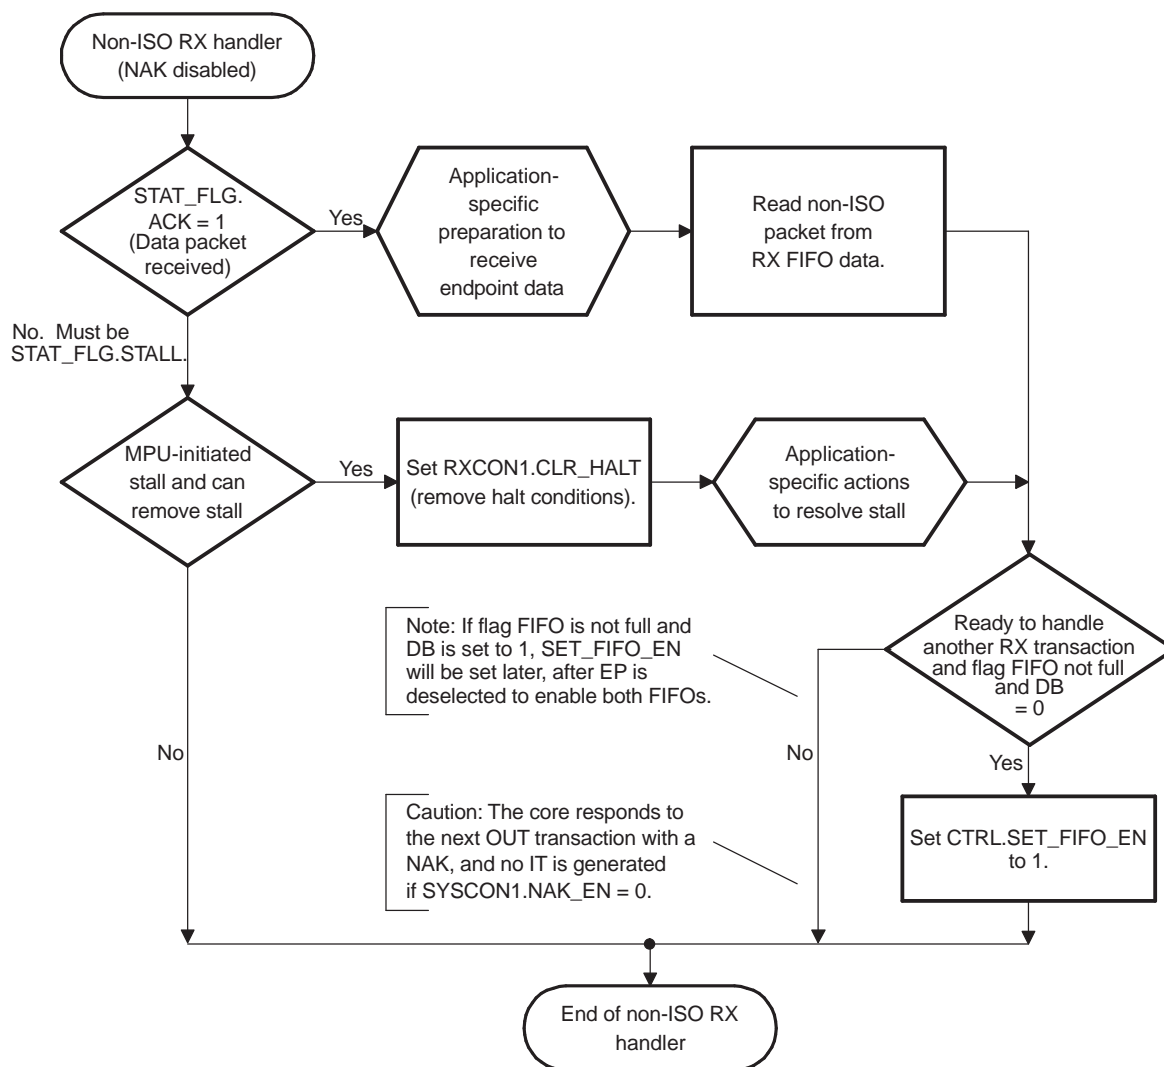 Non-ISO RX handler
(NAK disabled)
STAT_FLG.
ACK = 1
(Data packet
received)
Yes
Application-
specific
preparation to
receive
endpoint data
Read non-ISO
packet from
RX FIFO data.
No. Must be
STAT_FLG.STALL.
MPU-initiated
stall and can
remove stall
Yes
Set RXCON1.CLR_HALT
(remove halt conditions).
Application-
specific actions
to resolve stall
Note: If flag FIFO is not full and
DB is set to 1, SET_FIFO_EN
will be set later, after EP is
deselected to enable both FIFOs.
Ready to handle
another RX transaction
and flag FIFO not full
and DB
= 0
No
No
Yes
Caution: The core responds to
the next OUT transaction with a
NAK, and no IT is generated
if SYSCON1.NAK_EN = 0.
Set CTRL.SET_FIFO_EN
to 1.
End of non-ISO RX
handler